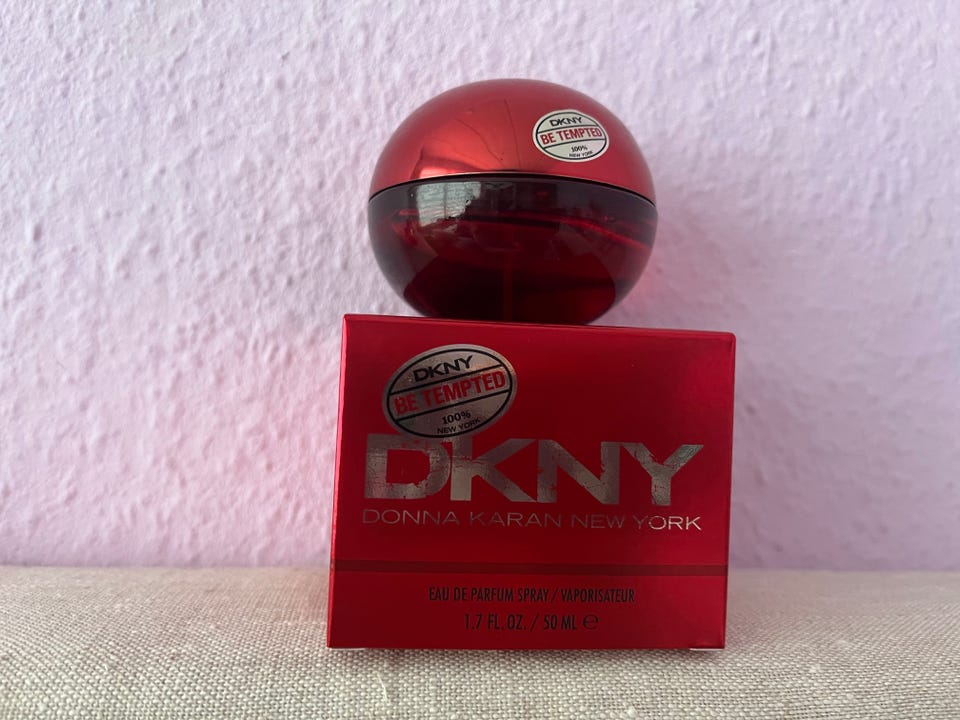 DKNY
BE TEMPTED
100%
NEW YORK
DKNY
BE TEMPTED
100%
NEW YORK
DKNY
DONNA KARAN NEW YORK
EAU DE PARFUM SPRAY / VAPORISATEUR
1.7 FL. OZ. / 50 ML ℮